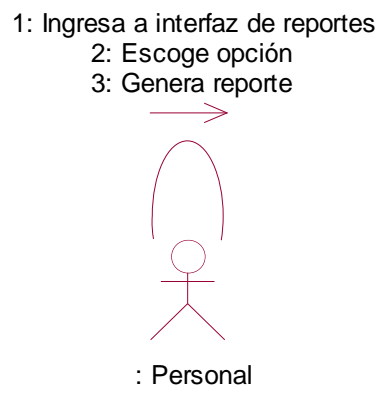 1: Ingresa a interfaz de reportes
2: Escoge opción
3: Genera reporte
: Personal